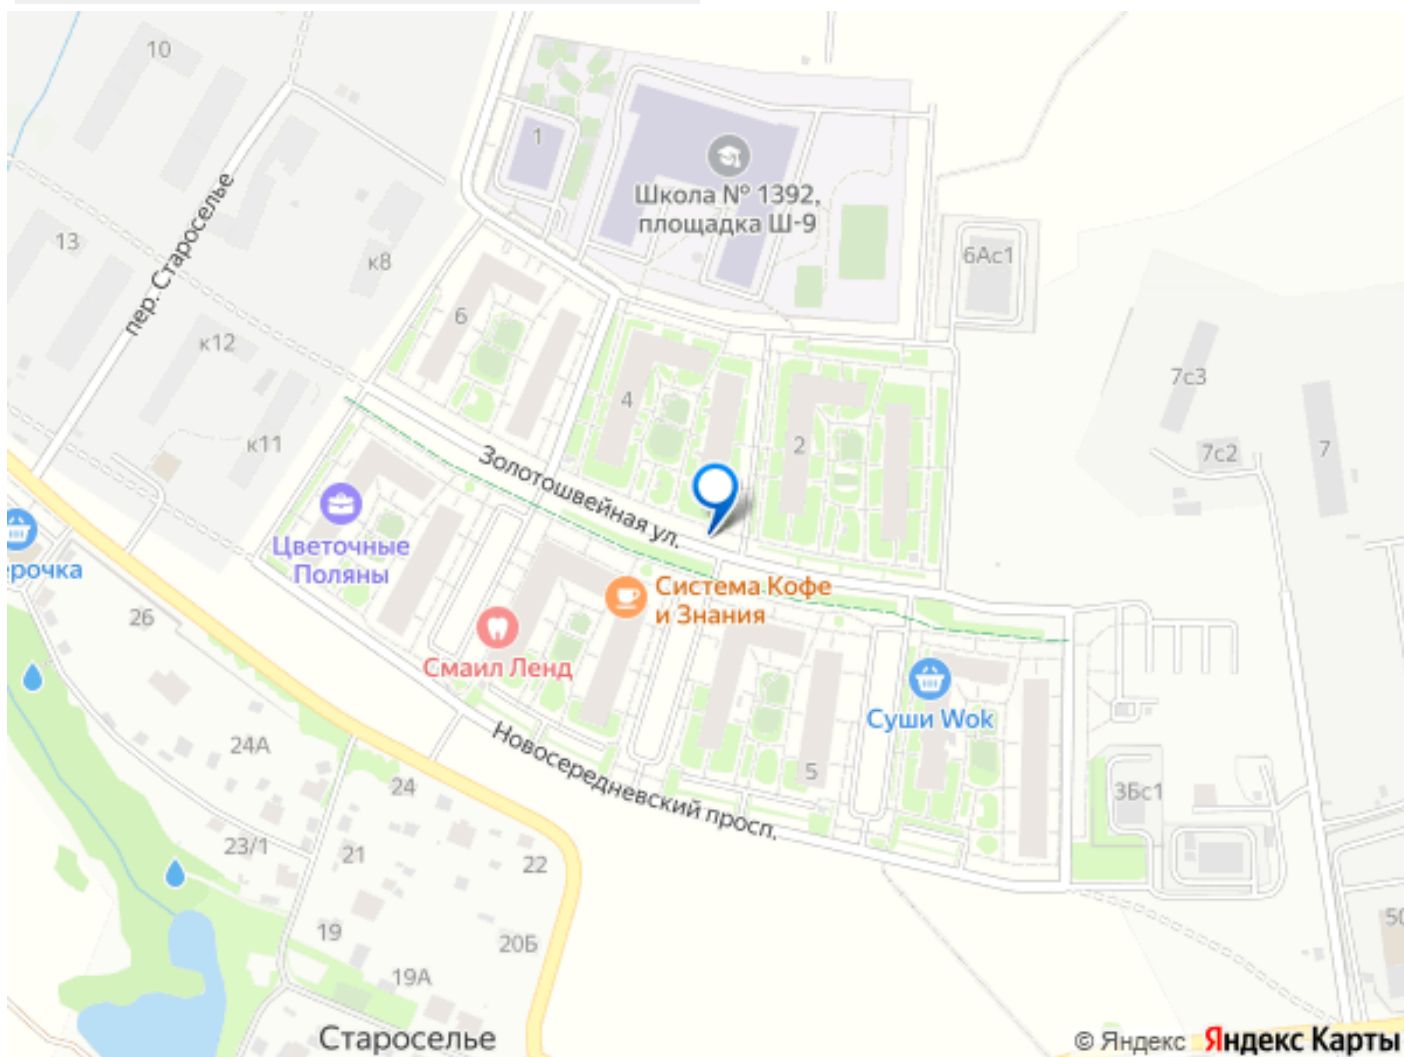 10
1
Школа № 1392,
площадка Ш-9
пер. Староселье
13
к8
6Ас1
6
к12
4
2
7с3
7с2
7
к11
Золотошвейная ул.
Цветочные
Поляны
ерочка
Система Кофе
и Знания
26
Смаил Ленд
Суши Wok
24А
Новосередневский просп.
5
24
3Бс1
23/1
21
22
19
20Б
50
19А
Староселье
© Яндекс Яндекс Карты